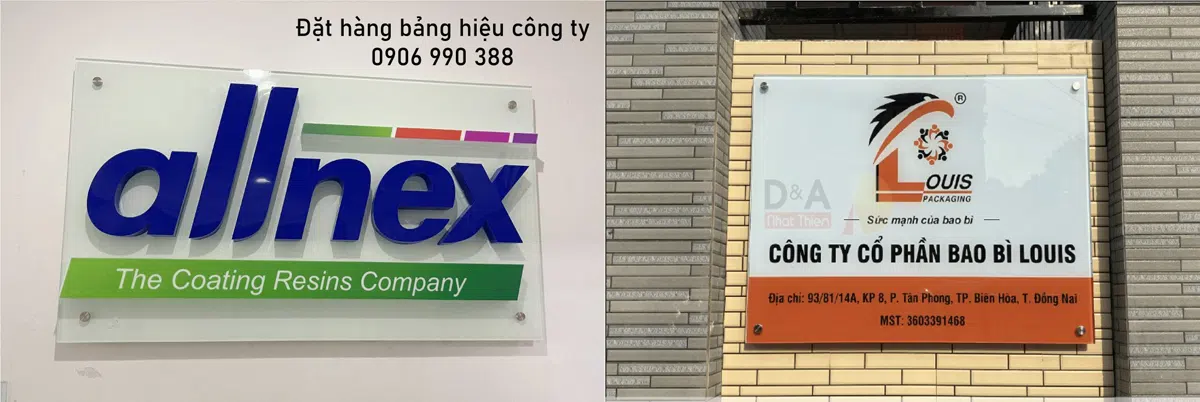 Đặt hàng bảng hiệu công ty
0906 990 388
allnex
The Coating Resins Company
®
LOUIS
PACKAGING
D&A
Nhat Thien
Sức mạnh của bao bì
CÔNG TY CỔ PHẦN BAO BÌ LOUIS
Địa chỉ: 93/81/14A, KP 8, P. Tân Phong, TP. Biên Hòa, T. Đồng Nai
MST: 3603391468